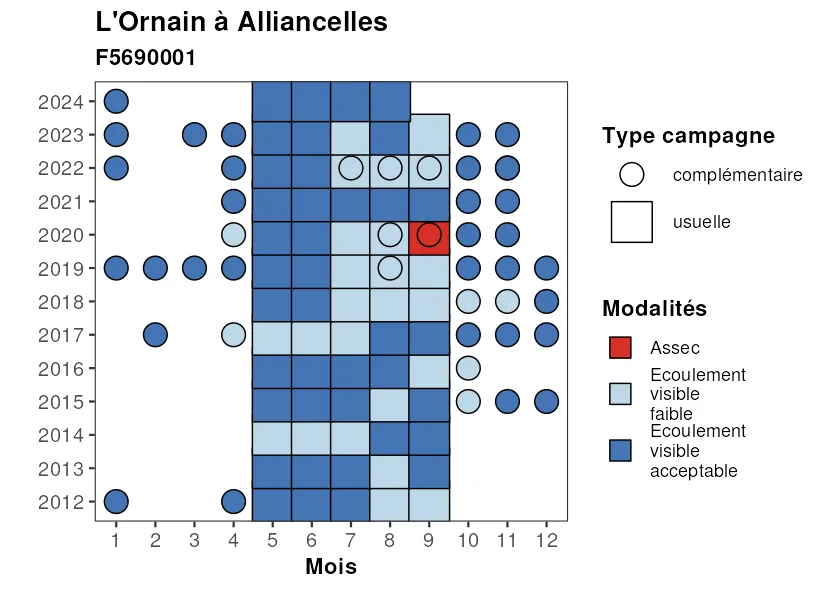 L'Ornain à Alliancelles
F5690001
2024
2023
2022
2021
2020
2019
2018
2017
2016
2015
2014
2013
2012
1 2 3 4 5 6 7 8 9 10 11 12
Mois
Type campagne
complémentaire
usuelle
Modalités
Assec
Ecoulement
visible
faible
Ecoulement
visible
acceptable